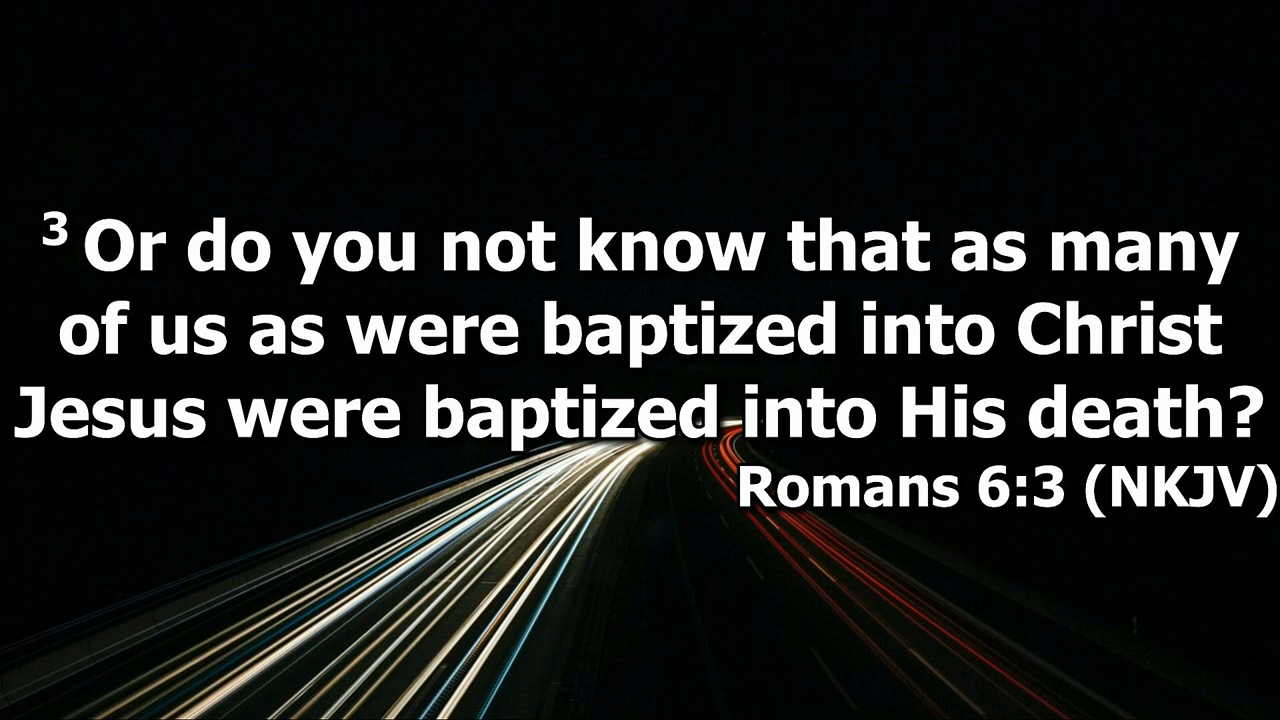 3 Or do you not know that as many
of us as were baptized into Christ
Jesus were baptized into His death?
Romans 6:3 (NKJV)